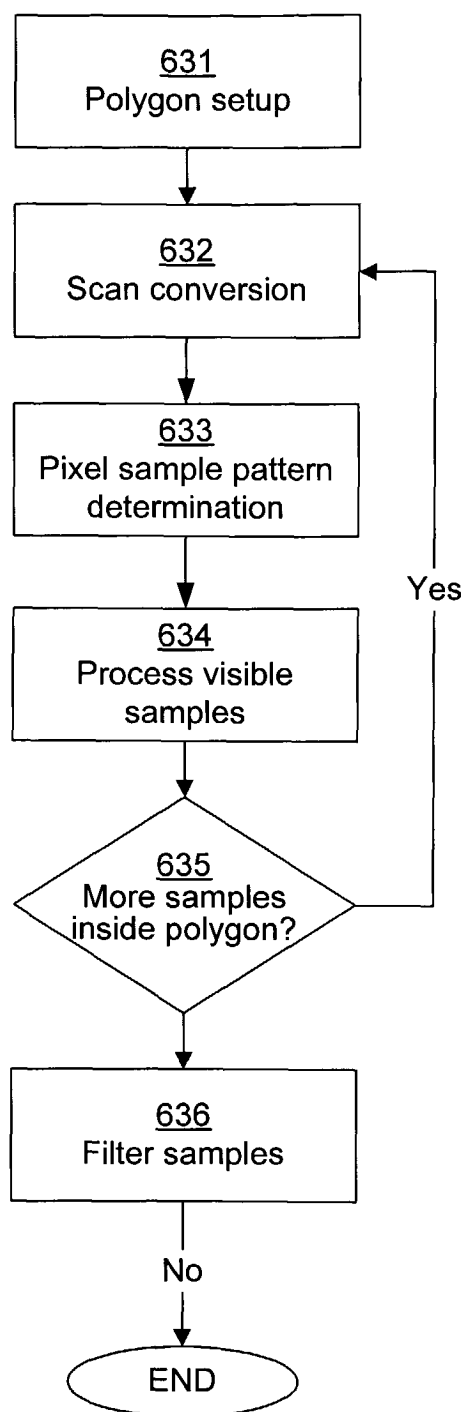 631
Polygon setup
632
Scan conversion
633
Pixel sample pattern
determination
Yes
634
Process visible
samples
635
More samples
inside polygon?
636
Filter samples
No
END